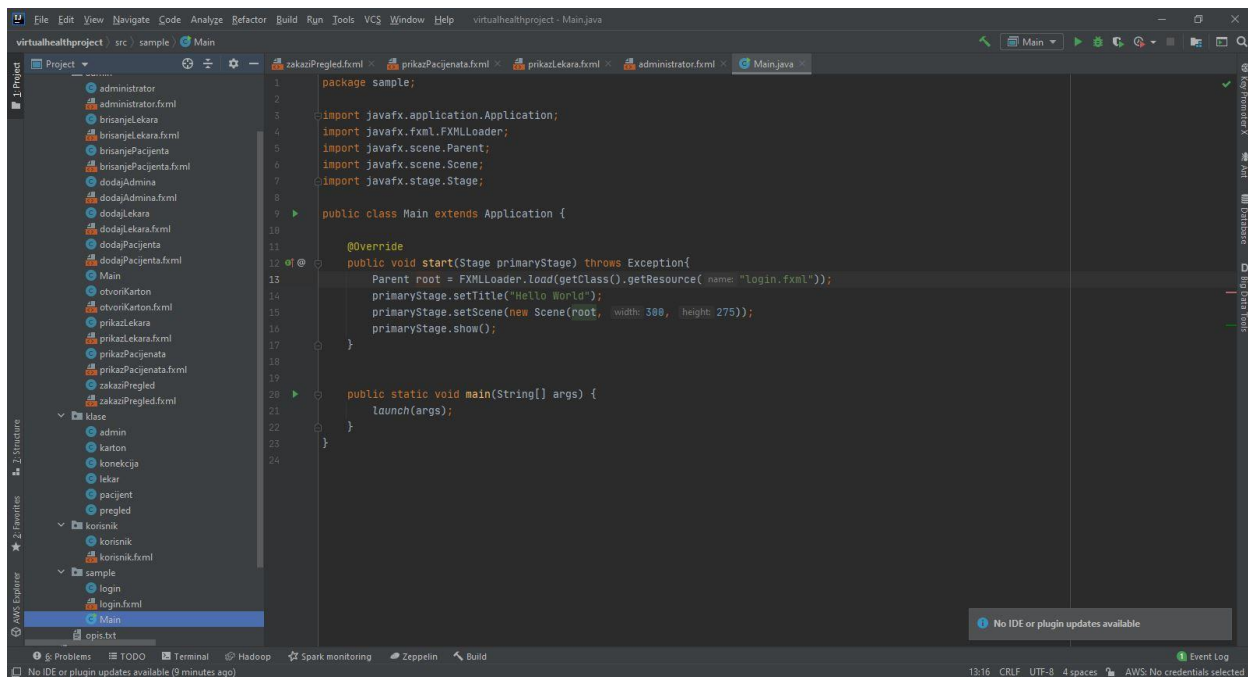 File Edit View Navigate Code Analyze Refactor Build Run Tools VCS Window Help virtualhealthproject - Main.java
virtualhealthproject src sample Main
Main
1: Project
Project
zakaziPregled.fxml
prikazPacijenata.fxml
prikazLekara.fxml
administrator.fxml
Main.java
administrator
administrator.fxml
brisanjeLekara
brisanjeLekara.fxml
brisanjePacijenta
brisanjePacijenta.fxml
dodajAdmina
dodajAdmina.fxml
dodajLekara
dodajLekara.fxml
dodajPacijenta
dodajPacijenta.fxml
Main
otvoriKarton
otvoriKarton.fxml
prikazLekara
prikazLekara.fxml
prikazPacijenata
prikazPacijenata.fxml
zakaziPregled
zakaziPregled.fxml
klase
admin
karton
konekcija
lekar
pacijent
pregled
korisnik
korisnik
korisnik.fxml
sample
login
login.fxml
Main
opis.txt
7: Structure
2: Favorites
AWS Explorer
1 package sample;
2
3 import javafx.application.Application;
4 import javafx.fxml.FXMLLoader;
5 import javafx.scene.Parent;
6 import javafx.scene.Scene;
7 import javafx.stage.Stage;
8
9 public class Main extends Application {
10
11 @Override
12 public void start(Stage primaryStage) throws Exception{
13 Parent root = FXMLLoader.load(getClass().getResource( name: "login.fxml"));
14 primaryStage.setTitle("Hello World");
15 primaryStage.setScene(new Scene(root, width: 300, height: 275));
16 primaryStage.show();
17 }
18
19
20 public static void main(String[] args) {
21 launch(args);
22 }
23 }
24
Key Promoter X
Ant
Database
Big Data Tools
No IDE or plugin updates available
6: Problems TODO Terminal Hadoop Spark monitoring Zeppelin Build
1 Event Log
No IDE or plugin updates available (9 minutes ago)
13:16 CRLF UTF-8 4 spaces AWS: No credentials selected